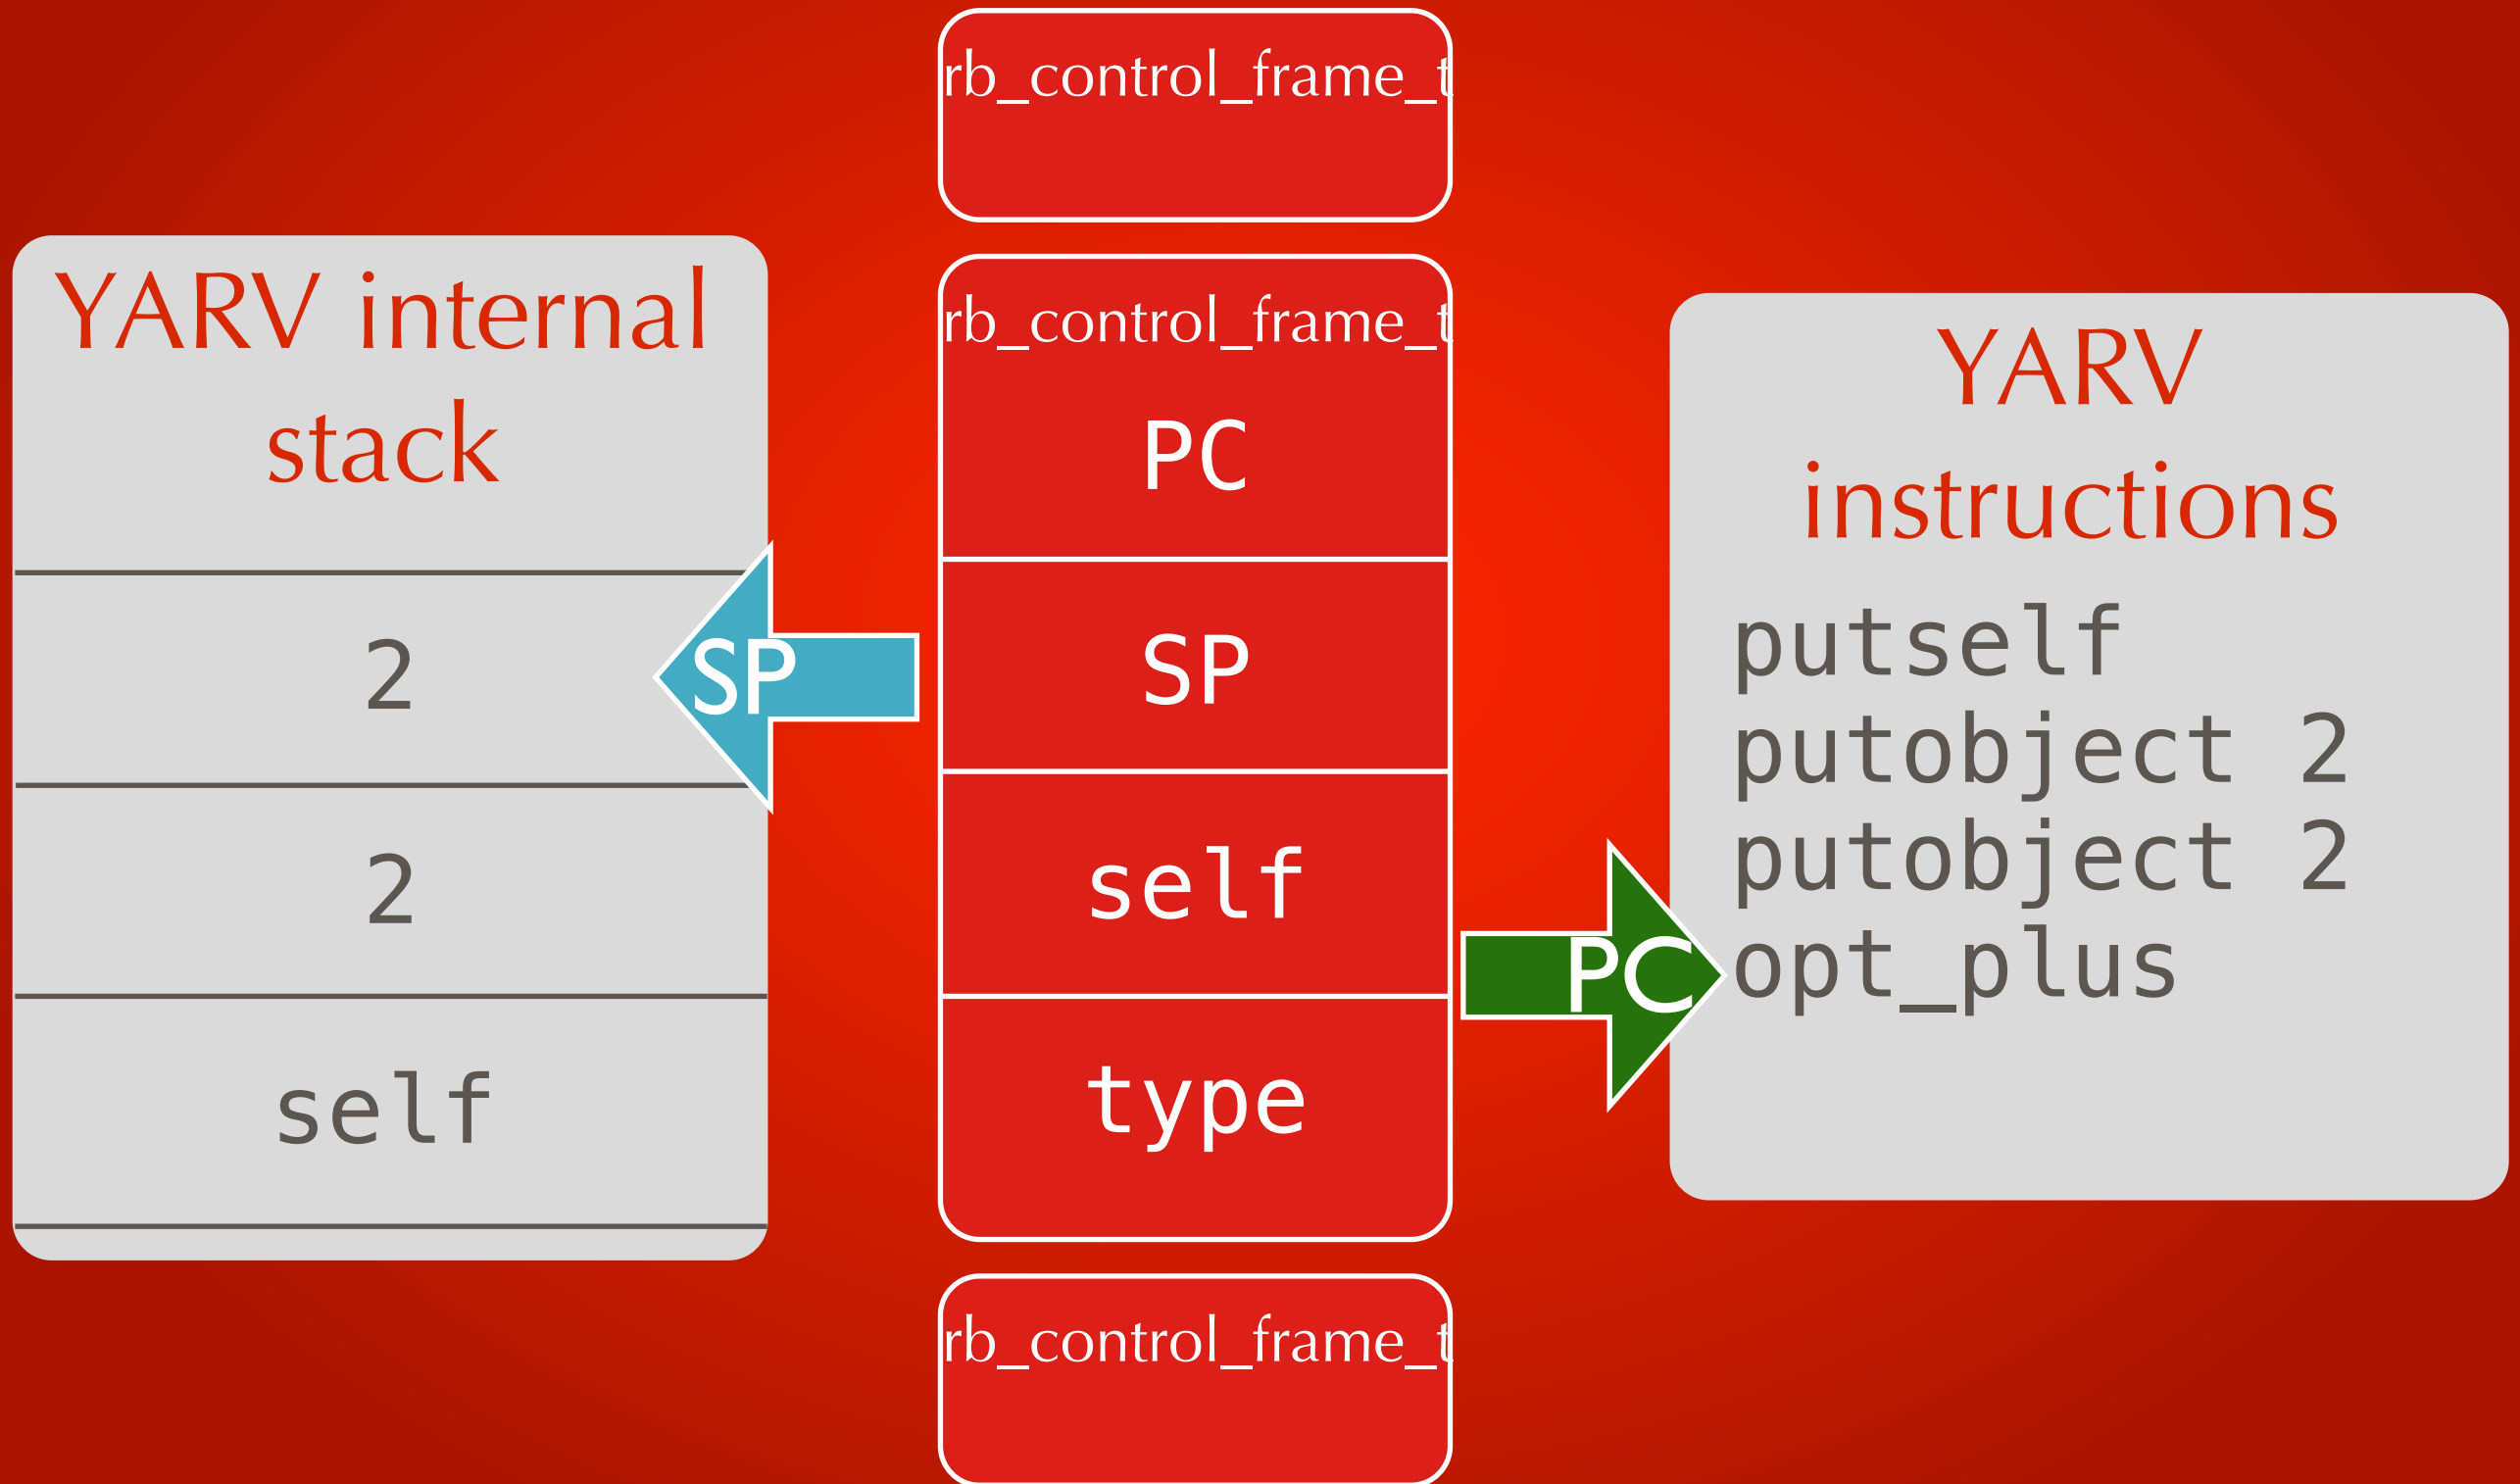 YARV internal
stack
2
2
self
SP
rb_control_frame_t
rb_control_frame_t
PC
SP
self
type
rb_control_frame_t
PC
YARV
instructions
putself
putobject 2
putobject 2
opt_plus